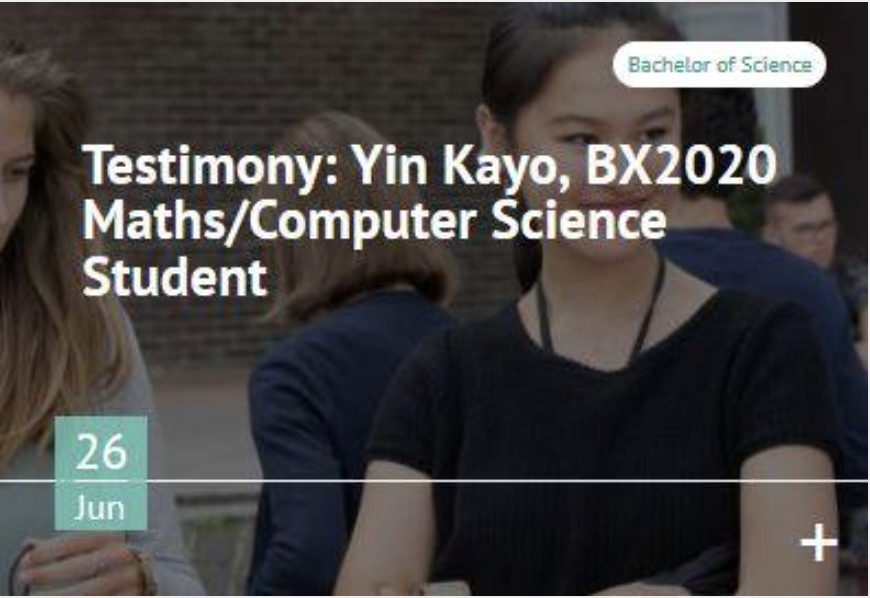 Bachelor of Science
Testimony: Yin Kayo, BX2020
Maths/Computer Science
Student
26
Jun
+